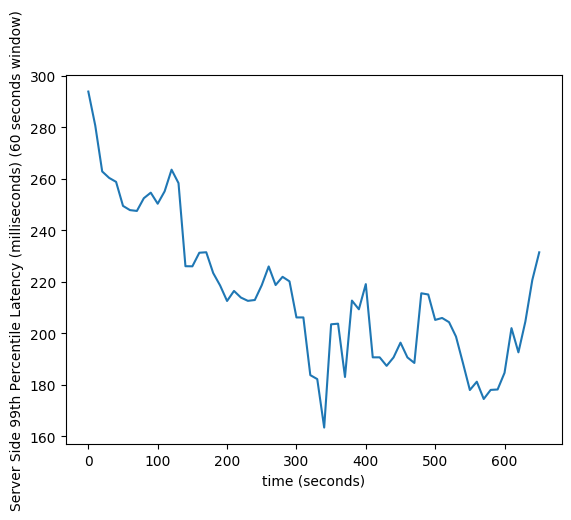 Server Side 99th Percentile Latency (milliseconds) (60 seconds window)
300
280
260
240
220
200
180
160
0 100 200 300 400 500 600
time (seconds)